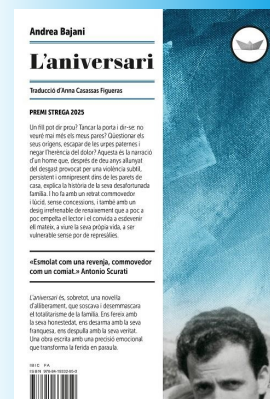 Andrea Bajani
L'aniversari
Traducció d'Anna Casassas Figueras
PREMI STREGA 2025
Un fill pot dir prou? Tancar la porta i dir-se: no
veuré mai més els meus pares? Qüestionar els
seus orígens, escapar de les urpes paternes i
negar l'herència del dolor? Aquesta és la narració
d'un home que, després de deu anys allunyat
del desgast provocat per una violència subtil,
persistent i omnipresent dins de les parets de
casa, explica la història de la seva desafortunada
família. I ho fa amb un retrat commovedor
i lúcid, sense concessions, i també amb un
desig irrefrenable de renaixement que a poc a
poc empelta el lector i el convida a esdevenir
ell mateix, a viure la seva pròpia vida, a ser
vulnerable sense por de represàlies.
«Esmolat com una revenja, commovedor
com un comiat.» Antonio Scurati
L'aniversari és, sobretot, una novel·la
d'alliberament, que soscava i desemmascara
el totalitarisme de la família. Ens fereix amb
la seva honestedat, ens desarma amb la seva
franquesa, ens despulla amb la seva veritat.
Una obra escrita amb una precisió emocional
que transforma la ferida en paraula.